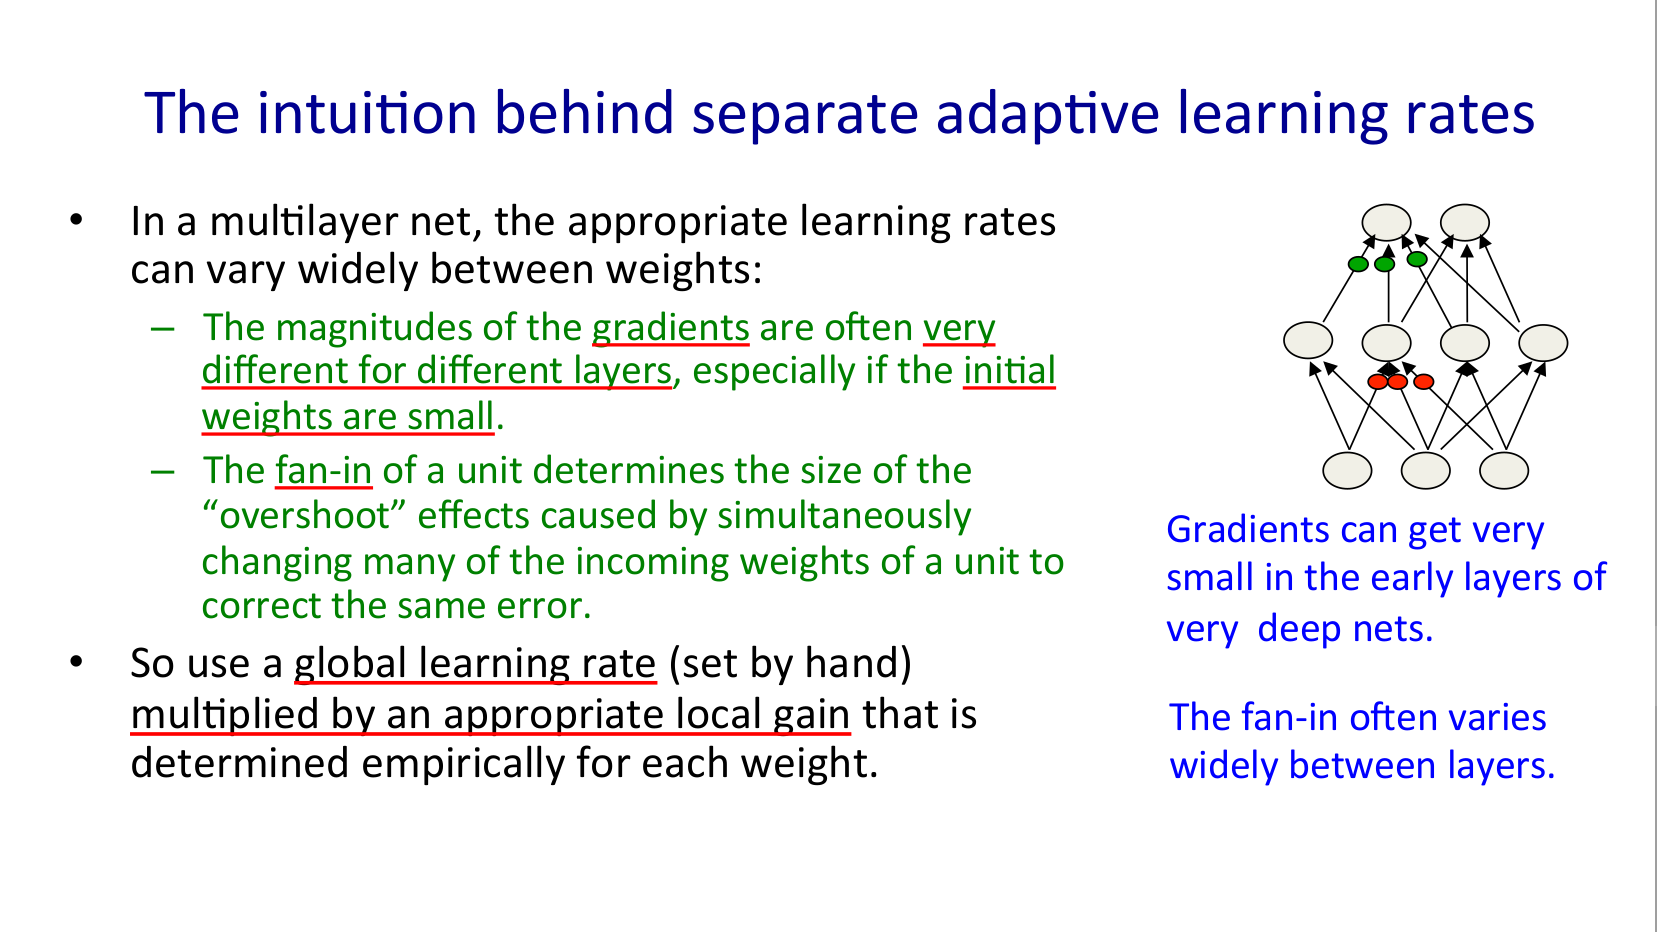 The intuition behind separate adaptive learning rates
• In a multilayer net, the appropriate learning rates
can vary widely between weights:
– The magnitudes of the gradients are often very
different for different layers, especially if the initial
weights are small.
– The fan-in of a unit determines the size of the
“overshoot” effects caused by simultaneously
changing many of the incoming weights of a unit to
correct the same error.
• So use a global learning rate (set by hand)
multiplied by an appropriate local gain that is
determined empirically for each weight.
Gradients can get very
small in the early layers of
very deep nets.
The fan-in often varies
widely between layers.